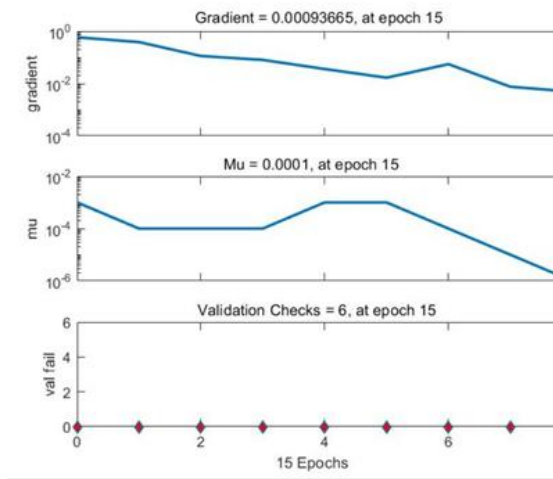 Gradient = 0.00093665, at epoch 15
10^0
10^-2
10^-4
gradient
Mu = 0.0001, at epoch 15
10^-2
10^-4
10^-6
mu
Validation Checks = 6, at epoch 15
6
4
2
0
val fail
0 2 4 6
15 Epochs